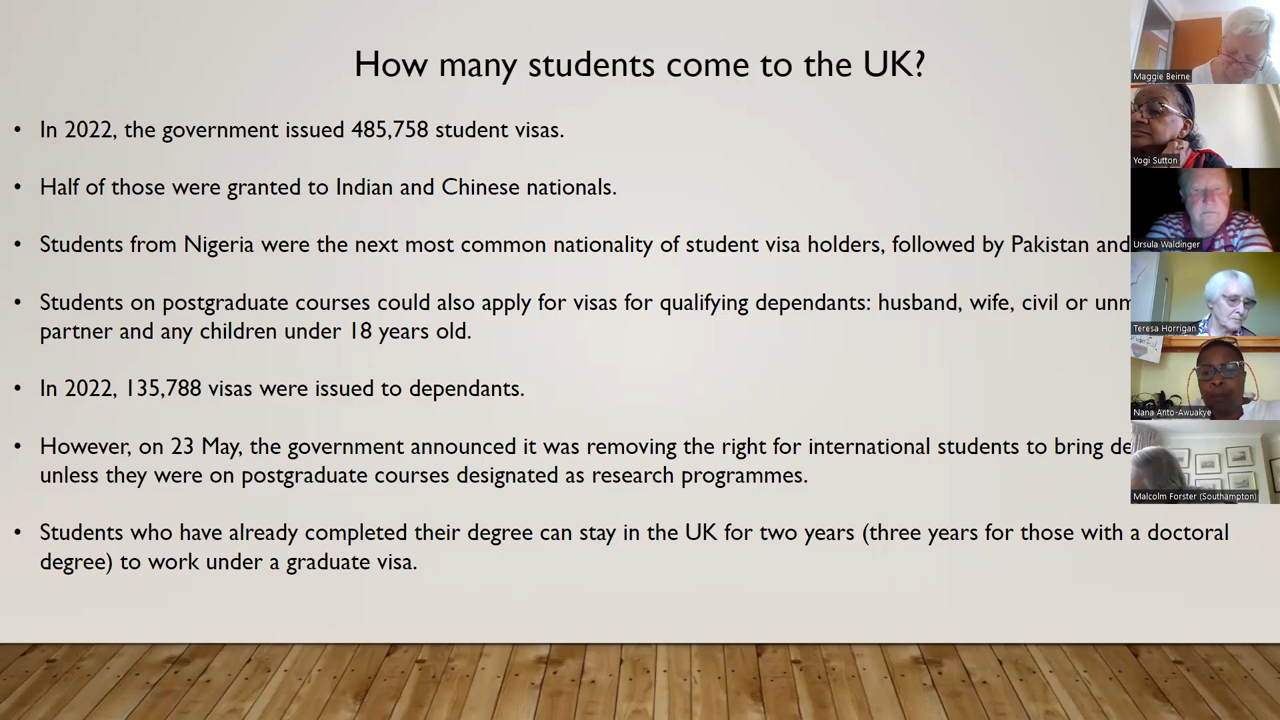 How many students come to the UK?
• In 2022, the government issued 485,758 student visas.
• Half of those were granted to Indian and Chinese nationals.
• Students from Nigeria were the next most common nationality of student visa holders, followed by Pakistan and
• Students on postgraduate courses could also apply for visas for qualifying dependants: husband, wife, civil or
partner and any children under 18 years old.
• In 2022, 135,788 visas were issued to dependants.
• However, on 23 May, the government announced it was removing the right for international students to bring
unless they were on postgraduate courses designated as research programmes.
• Students who have already completed their degree can stay in the UK for two years (three years for those with a doctoral
degree) to work under a graduate visa.
Maggie Beirne
Yogi Sutton
Ursula Waldinger
Teresa Horrigan
Nana Anto-Awuakye
Malcolm Forster (Southampton)